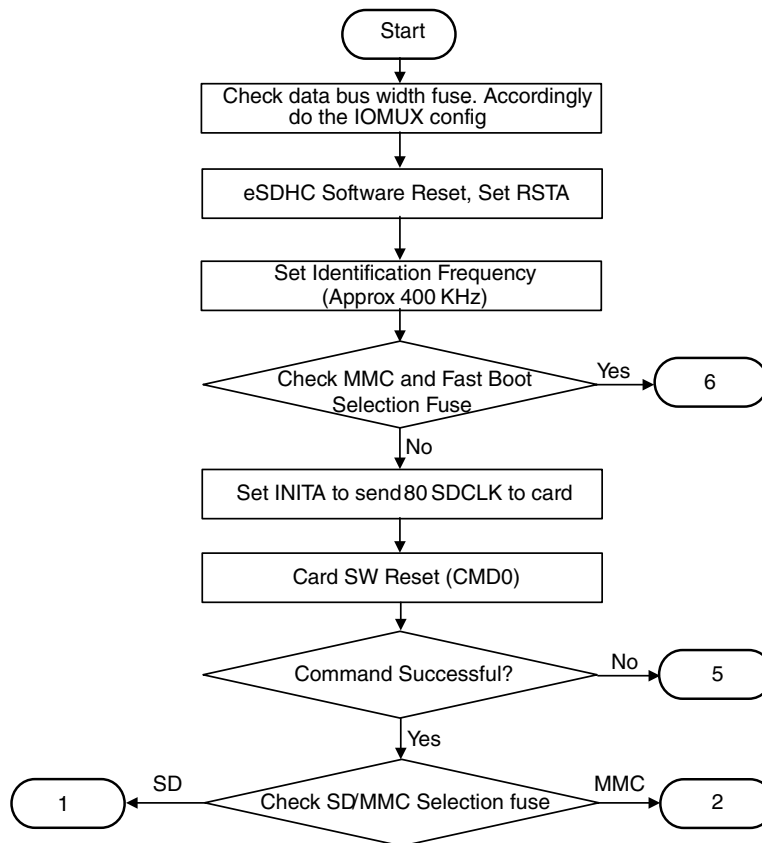 Start
Check data bus width fuse. Accordingly
do the IOMUX config
eSDHC Software Reset, Set RSTA
Set Identification Frequency
(Approx 400 KHz)
Check MMC and Fast Boot
Selection Fuse
Yes
6
No
Set INITA to send 80 SDCLK to card
Card SW Reset (CMD0)
Command Successful?
No
5
Yes
SD
1
Check SD/MMC Selection fuse
MMC
2